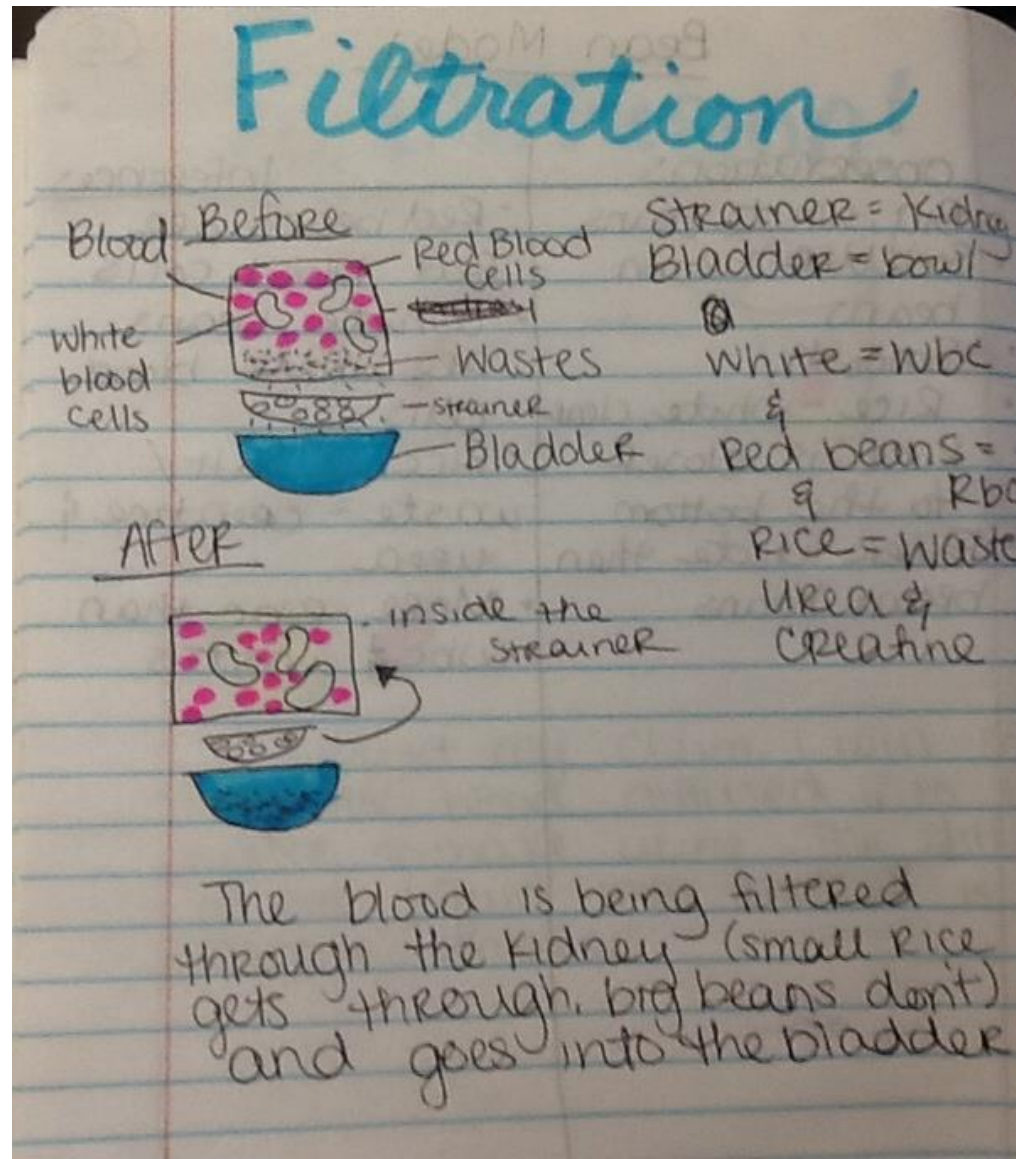 Filtration
Before
Blood
Red Blood
Cells
White
blood
cells
Wastes
strainer
Bladder
Strainer = Kidney
Bladder = bowl
White = Wbc
&
Red beans =
& Rbc
Rice = Waste
Urea &
Creatine
After
inside the
strainer
The blood is being filtered
through the kidney (small rice
gets through. big beans don't)
and goes into the bladder